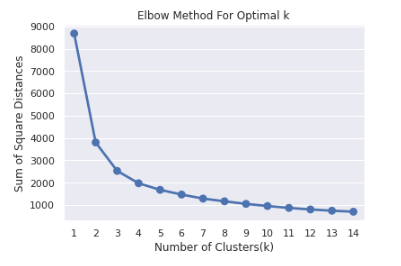 Elbow Method For Optimal k
9000
8000
7000
6000
5000
4000
3000
2000
1000
Sum of Square Distances
1 2 3 4 5 6 7 8 9 10 11 12 13 14
Number of Clusters(k)